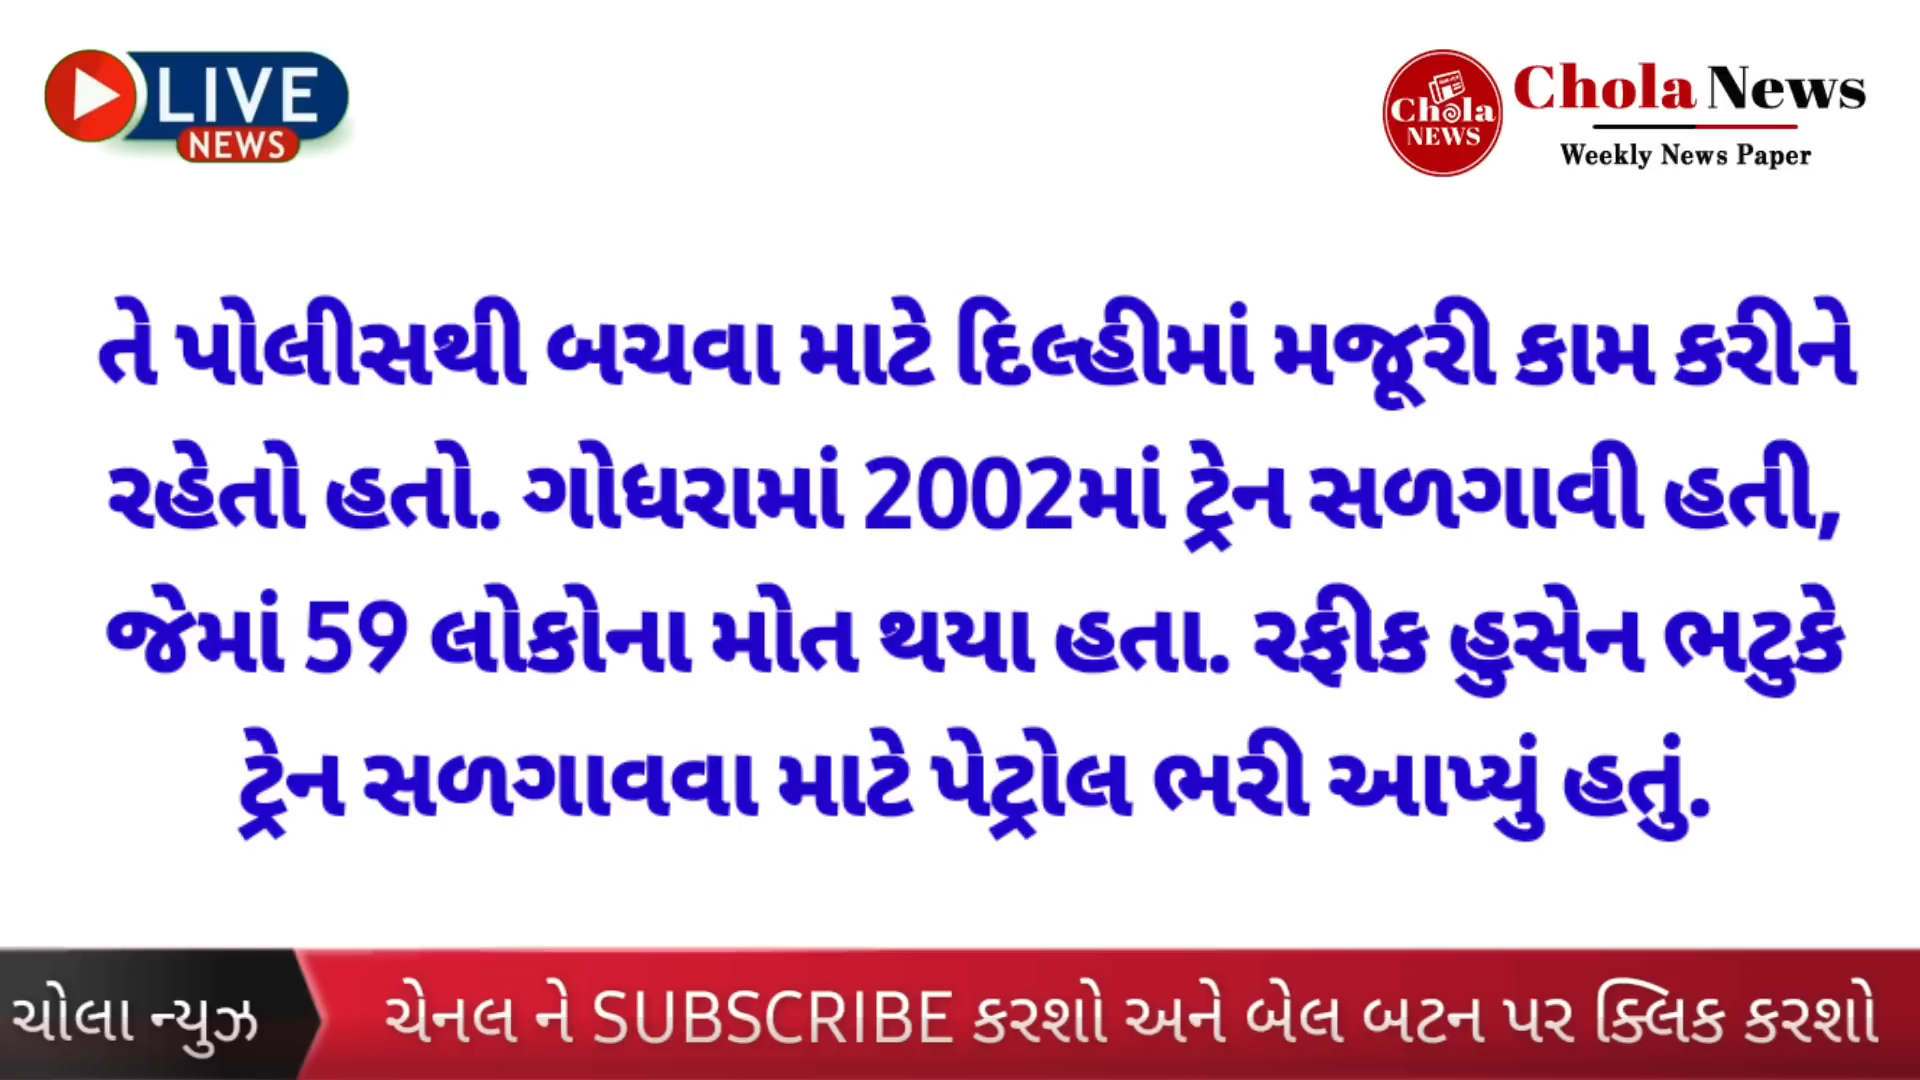 LIVE
NEWS
Chola
NEWS
Chola News
Weekly News Paper
તે પોલીસથી બચવા માટે દિલ્હીમાં મજૂરી કામ કરીને
રહેતો હતો. ગોધરામાં 2002માં ટ્રેન સળગાવી હતી,
જેમાં 59 લોકોના મોત થયા હતા. રફીક હુસેન ભટુકે
ટ્રેન સળગાવવા માટે પેટ્રોલ ભરી આપ્યું હતું.
ચોલા ન્યુઝ
ચેનલ ને SUBSCRIBE કરશો અને બેલ બટન પર ક્લિક કરશો